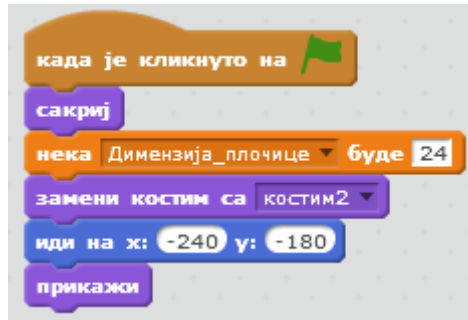 када је кликнуто на
сакриј
нека Димензија_плочице буде 24
замени костим са костим2
иди на x: -240 y: -180
прикажи